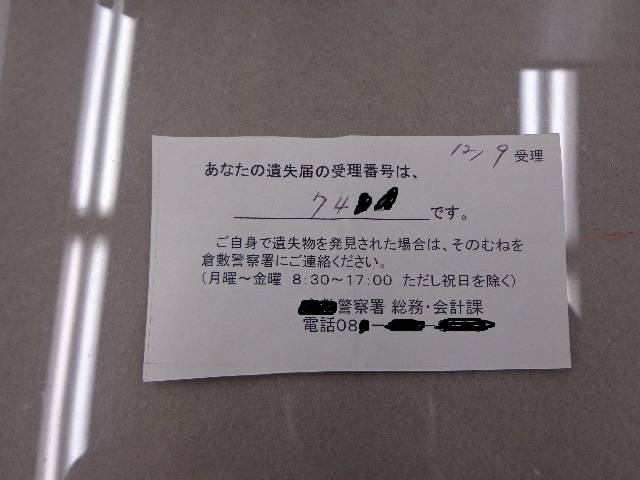 12/9 受理
あなたの遺失届の受理番号は、
74
です。
ご自身で遺失物を発見された場合は、そのむねを
倉敷警察署にご連絡ください。
(月曜～金曜 8:30～17:00 ただし祝日を除く)
警察署 総務・会計課
電話08